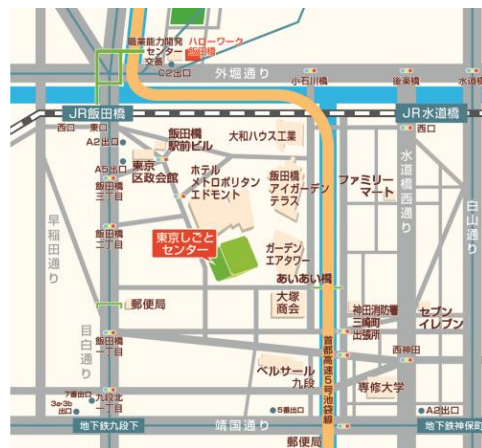 職業能力開発
センター
交番
ハローワーク
飯田橋
C2出口
外堀通り
小石川橋
後楽橋
水道橋
JR飯田橋
JR水道橋
西口
東口
西口
A2出口
飯田橋
駅前ビル
大和ハウス工業
A5出口
東京
区政会館
ホテル
メトロポリタン
エドモント
飯田橋
アイガーデン
テラス
ファミリー
マート
水道橋西通り
白山通り
飯田橋
三丁目
早稲田通り
飯田橋
二丁目
東京しごと
センター
ガーデン
エアタワー
あいあい橋
郵便局
大塚
商会
神田消防署
三崎町
出張所
セブン
イレブン
目白通り
飯田橋
一丁目
首都高速5号池袋線
西神田
ベルサール
九段
専修大学
7番出口
3a・3b
出口
九段北
一丁目
5番出口
A2出口
地下鉄九段下
靖国通り
地下鉄神保町
郵便局